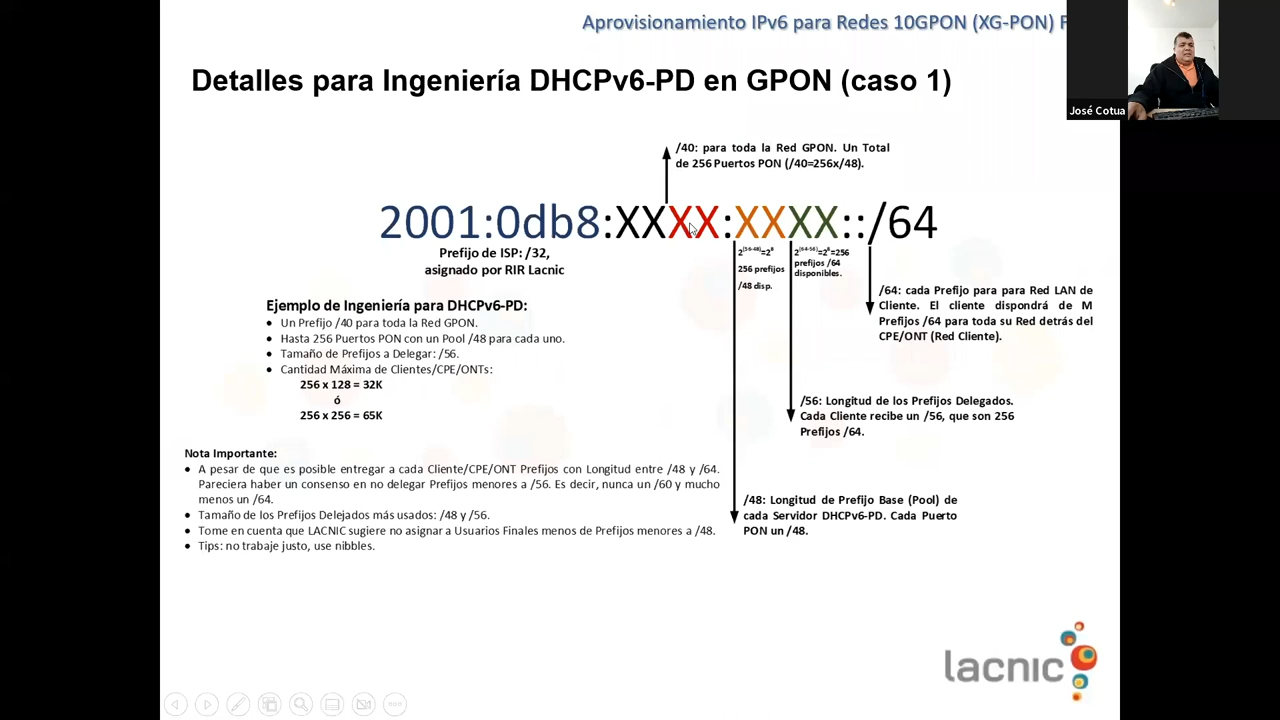 Aprovisionamiento IPv6 para Redes 10GPON (XG-PON) F
José Cotua
Detalles para Ingeniería DHCPv6-PD en GPON (caso 1)
/40: para toda la Red GPON. Un Total
de 256 Puertos PON (/40=256x/48).
2001:0db8:XXXX:XXXX::/64
Prefijo de ISP: /32,
asignado por RIR Lacnic
2^(56-48)=2^8
256 prefijos
/48 disp.
2^(64-56)=2^8=256
prefijos /64
disponibles.
/64: cada Prefijo para para Red LAN de
Cliente. El cliente dispondrá de M
Prefijos /64 para toda su Red detrás del
CPE/ONT (Red Cliente).
Ejemplo de Ingeniería para DHCPv6-PD:
• Un Prefijo /40 para toda la Red GPON.
• Hasta 256 Puertos PON con un Pool /48 para cada uno.
• Tamaño de Prefijos a Delegar: /56.
• Cantidad Máxima de Clientes/CPE/ONTs:
256 x 128 = 32K
ó
256 x 256 = 65K
/56: Longitud de los Prefijos Delegados.
Cada Cliente recibe un /56, que son 256
Prefijos /64.
Nota Importante:
• A pesar de que es posible entregar a cada Cliente/CPE/ONT Prefijos con Longitud entre /48 y /64.
Pareciera haber un consenso en no delegar Prefijos menores a /56. Es decir, nunca un /60 y mucho
menos un /64.
• Tamaño de los Prefijos Delejados más usados: /48 y /56.
• Tome en cuenta que LACNIC sugiere no asignar a Usuarios Finales menos de Prefijos menores a /48.
• Tips: no trabaje justo, use nibbles.
/48: Longitud de Prefijo Base (Pool) de
cada Servidor DHCPv6-PD. Cada Puerto
PON un /48.
lacnic